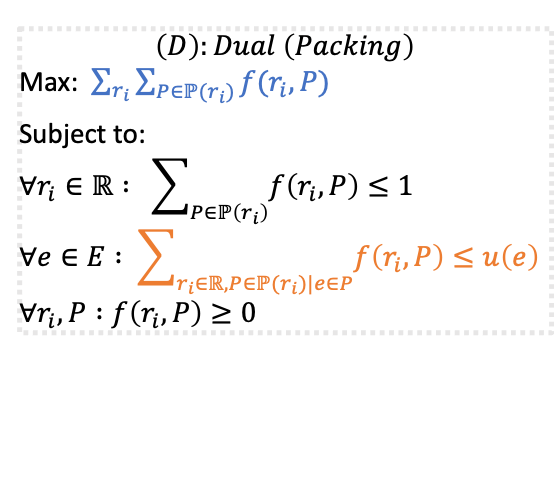 (D): Dual (Packing)
Max: ∑_{r_i} ∑_{P∈ℙ(r_i)} f(r_i, P)
Subject to:
∀r_i ∈ ℝ : ∑_{P∈ℙ(r_i)} f(r_i, P) ≤ 1
∀e ∈ E : ∑_{r_i∈ℝ,P∈ℙ(r_i)|e∈P} f(r_i, P) ≤ u(e)
∀r_i, P : f(r_i, P) ≥ 0